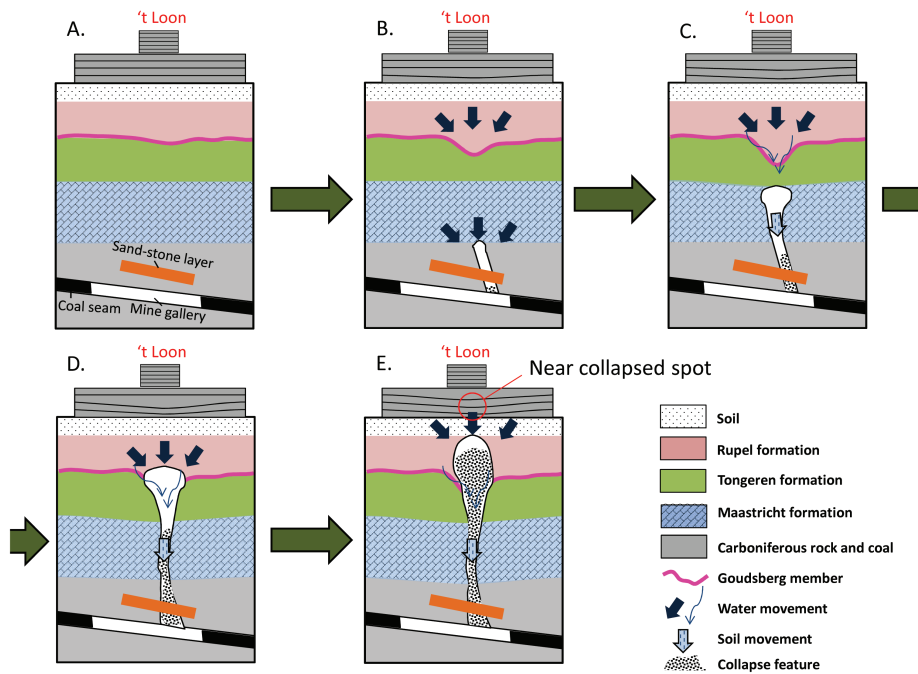 A.
't Loon
B.
't Loon
C.
't Loon
Sand-stone layer
Coal seam
Mine gallery
D.
't Loon
E.
't Loon
Near collapsed spot
Soil
Rupel formation
Tongeren formation
Maastricht formation
Carboniferous rock and coal
Goudsberg member
Water movement
Soil movement
Collapse feature